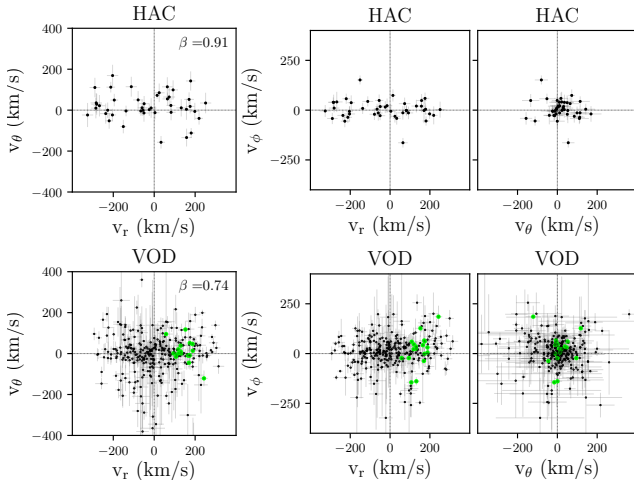 HAC HAC HAC
400
200
0
−200
−400
v_θ (km/s)
β =0.91
−200 0 200
v_r (km/s)
250
0
−250
v_ϕ (km/s)
−200 0 200
v_r (km/s)
−200 0 200
v_θ (km/s)
VOD VOD VOD
400
200
0
−200
−400
v_θ (km/s)
β =0.74
−200 0 200
v_r (km/s)
250
0
−250
v_ϕ (km/s)
−200 0 200
v_r (km/s)
−200 0 200
v_θ (km/s)